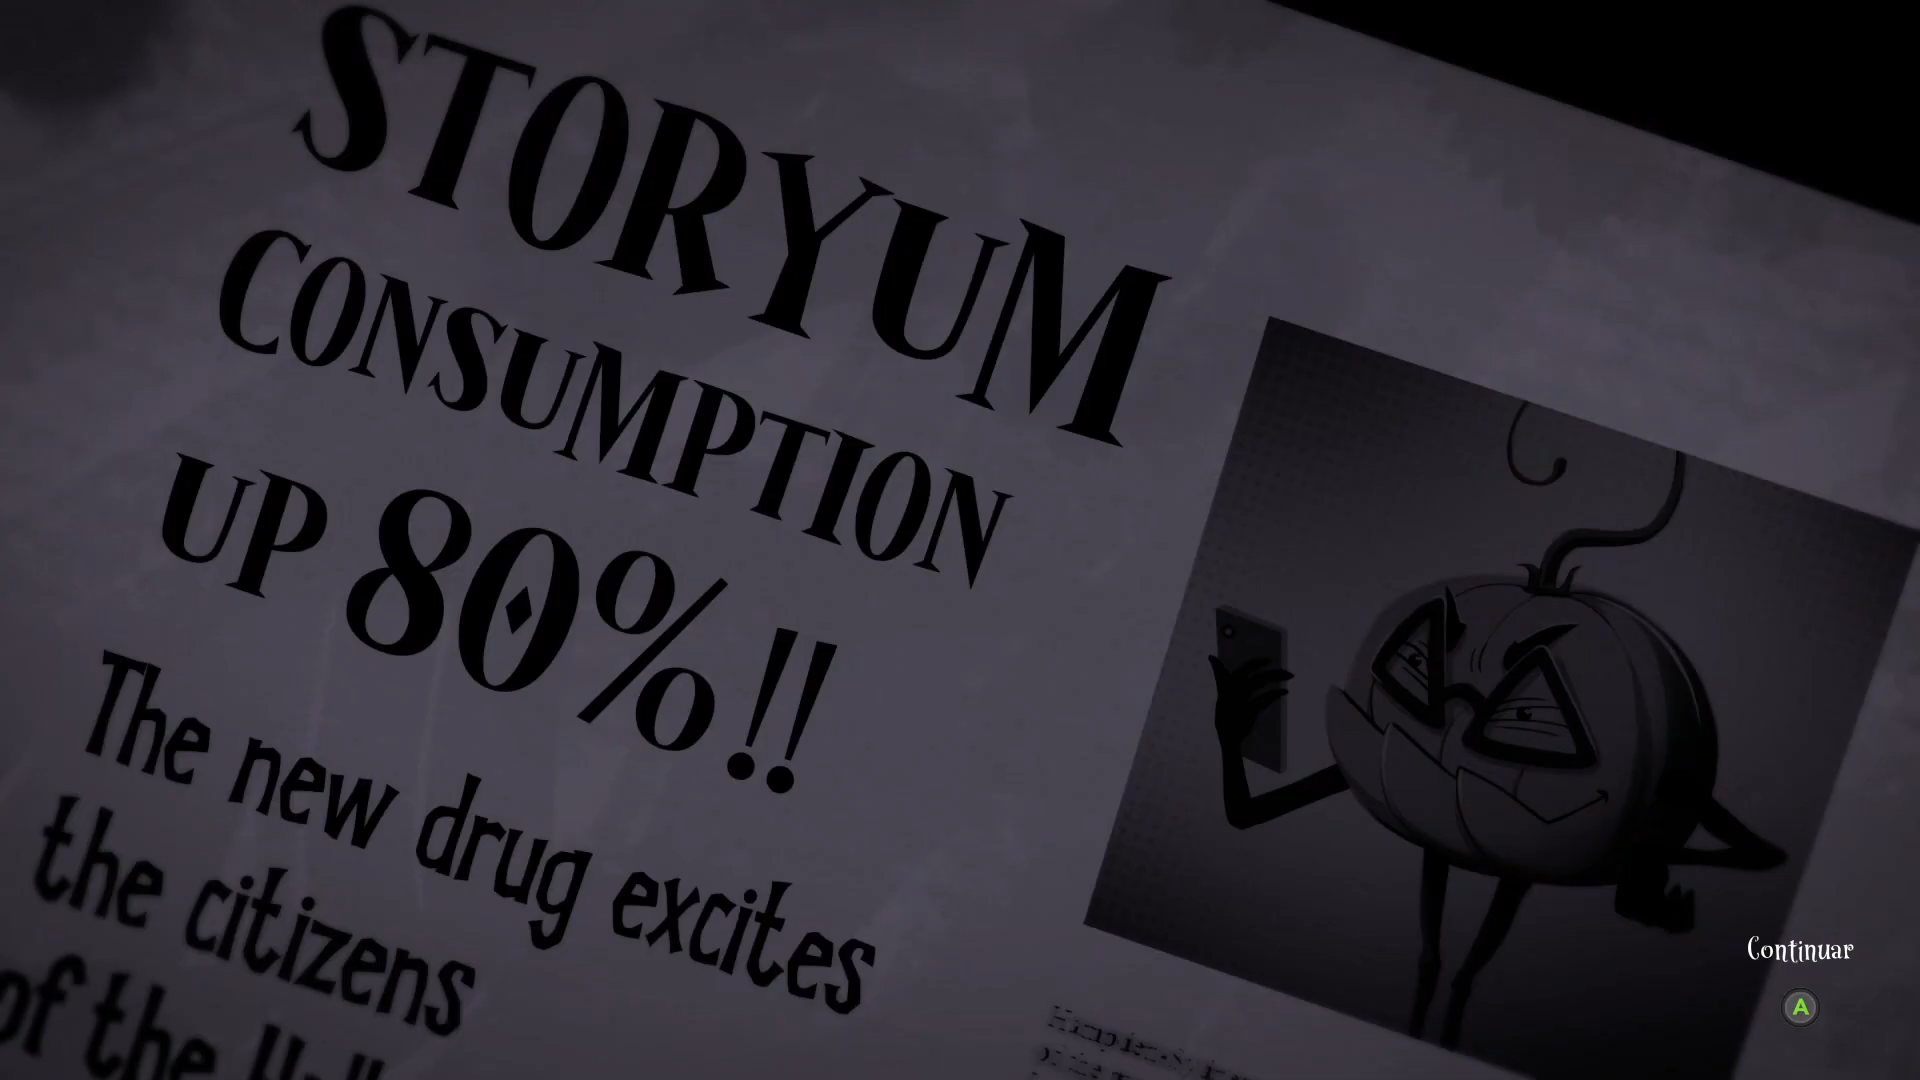 STORYUM
CONSUMPTION
UP 80%!!
The new drug excites
the citizens
of the
Continuar
A